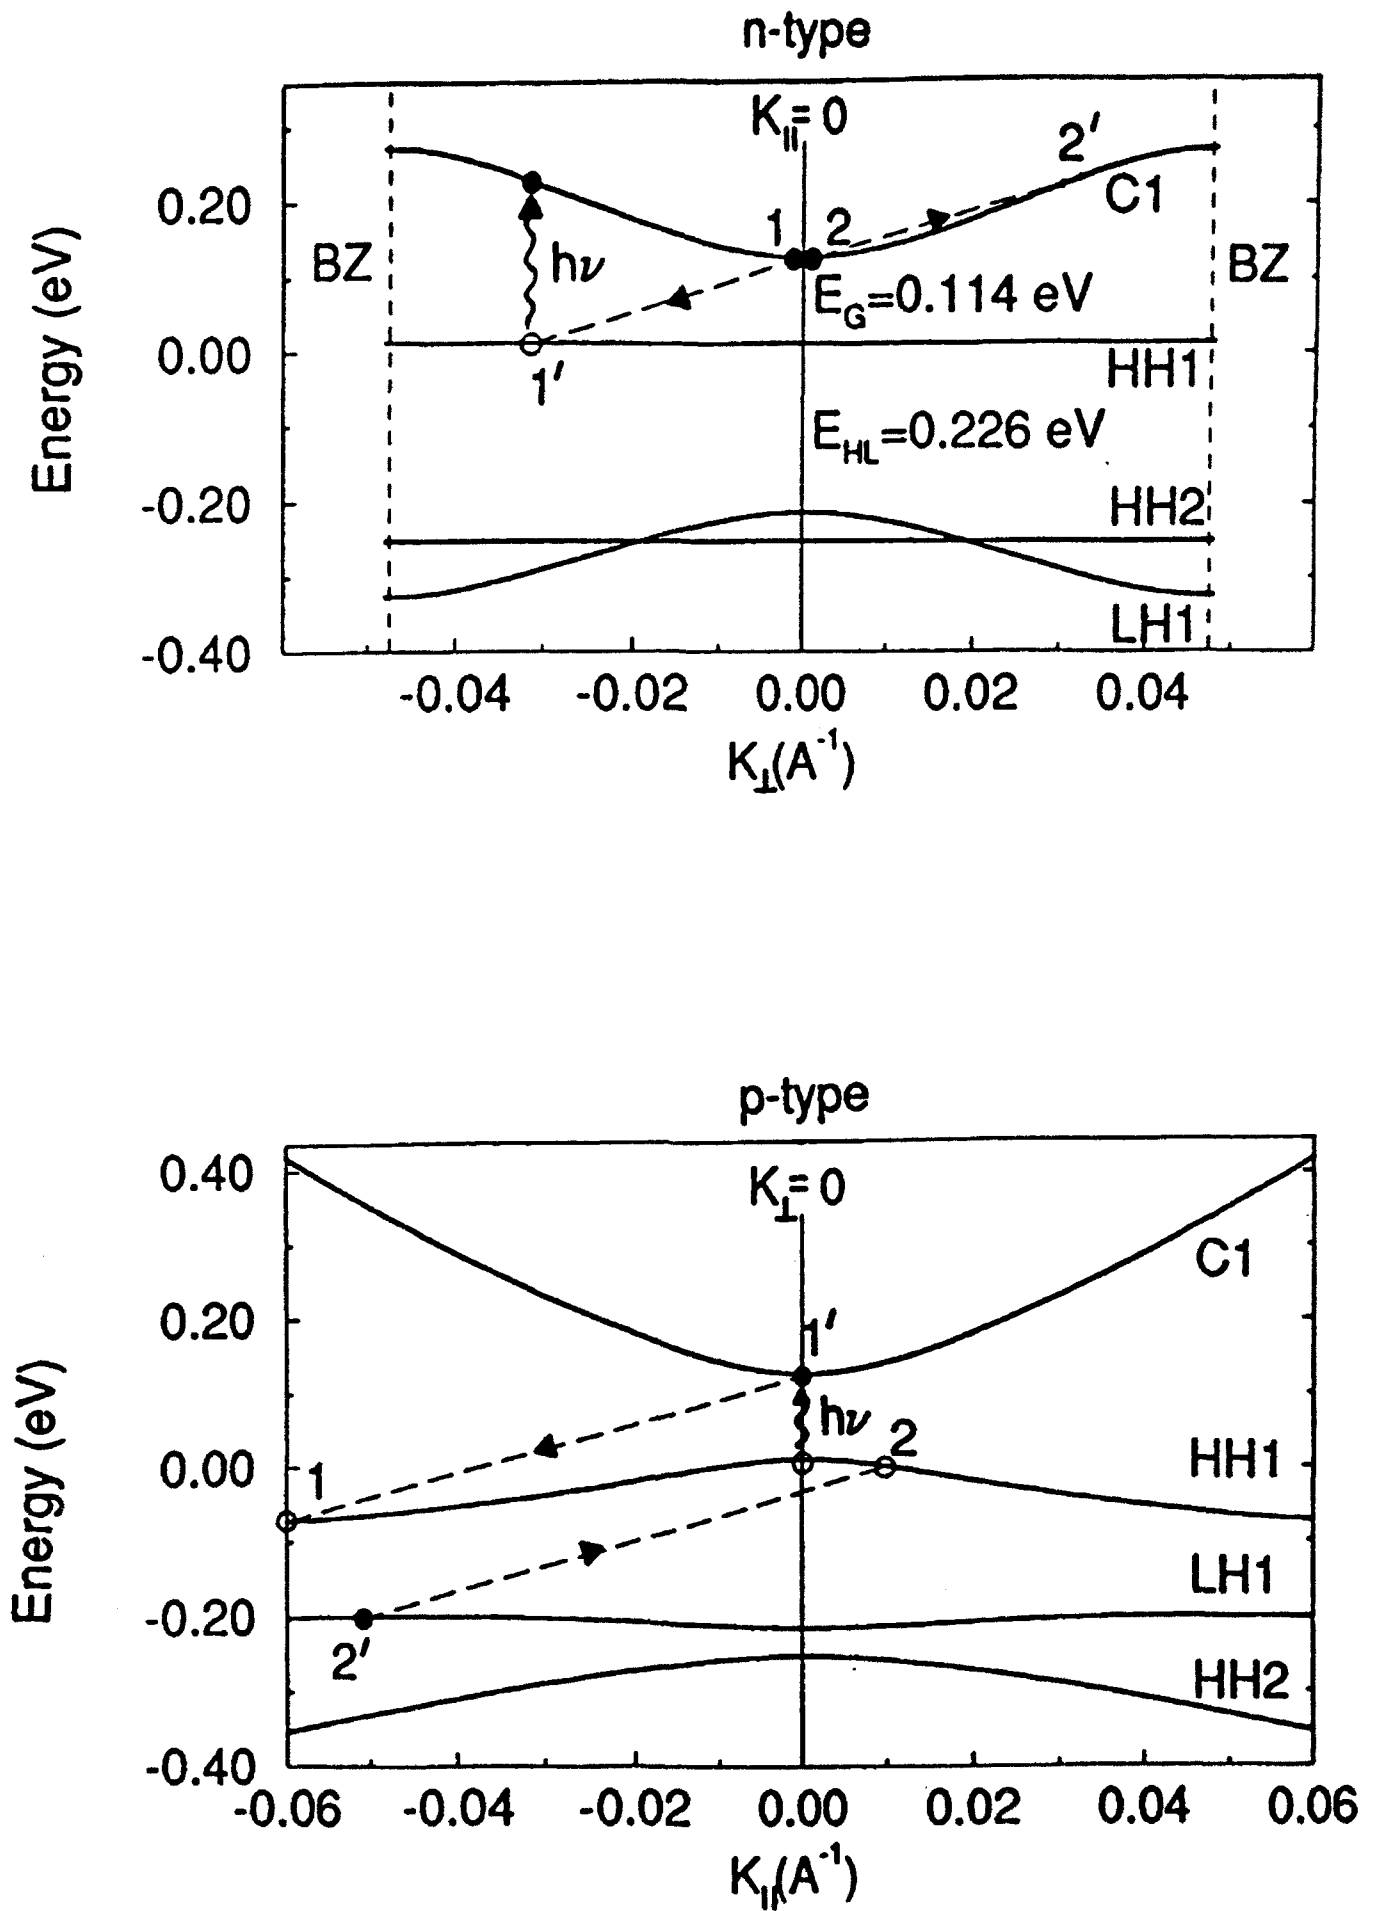 n-type
K||= 0
2′
0.20
C1
1 2
BZ
hν
BZ
EG=0.114 eV
0.00
HH1
1′
EHL=0.226 eV
-0.20
HH2
LH1
-0.40
-0.04 -0.02 0.00 0.02 0.04
K⊥(A-1)
Energy (eV)
p-type
0.40
K⊥= 0
C1
0.20
1′
hν
2
0.00
HH1
1
LH1
-0.20
2′
HH2
-0.40
-0.06 -0.04 -0.02 0.00 0.02 0.04 0.06
K||(A-1)
Energy (eV)